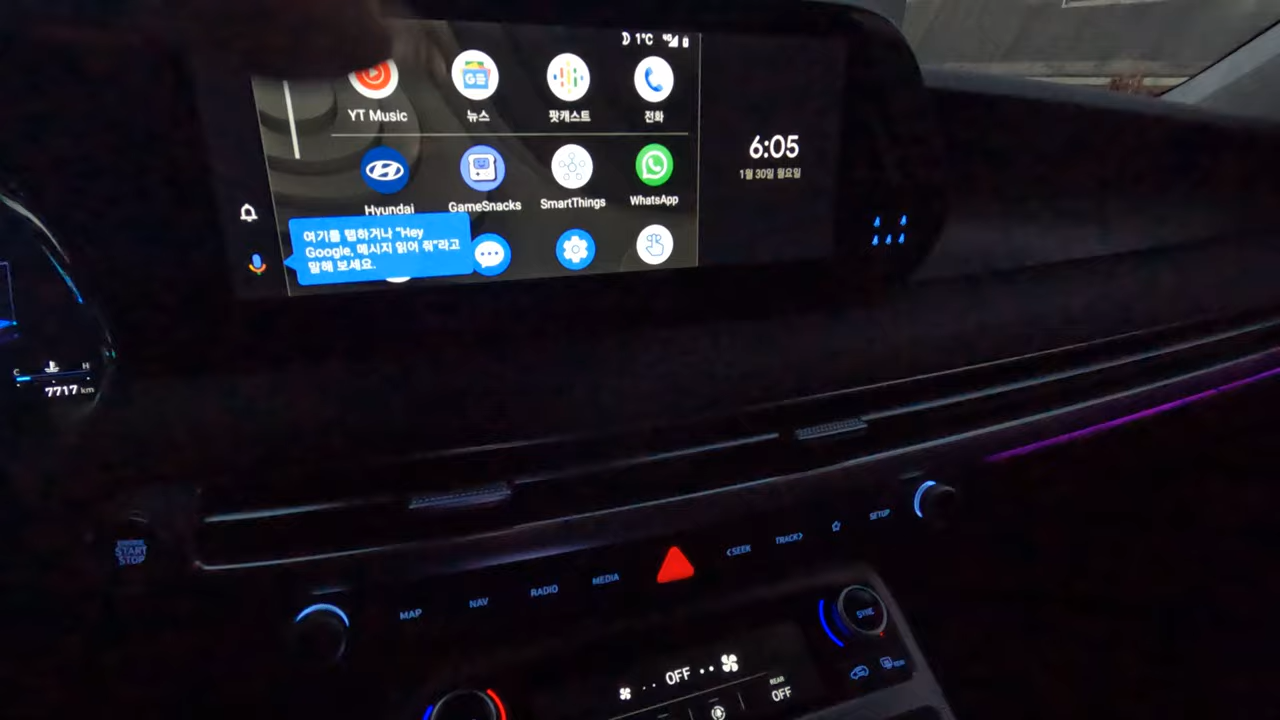 1°C 4G
YT Music
뉴스
팟캐스트
전화
6:05
1월 30일 월요일
Hyundai
GameSnacks
SmartThings
WhatsApp
여기를 탭하거나 "Hey
Google, 메시지 읽어 줘"라고
말해 보세요.
C H
7717 km
START
STOP
MAP
NAV
RADIO
MEDIA
<SEEK
TRACK>
SETUP
SYNC
OFF
REAR
OFF